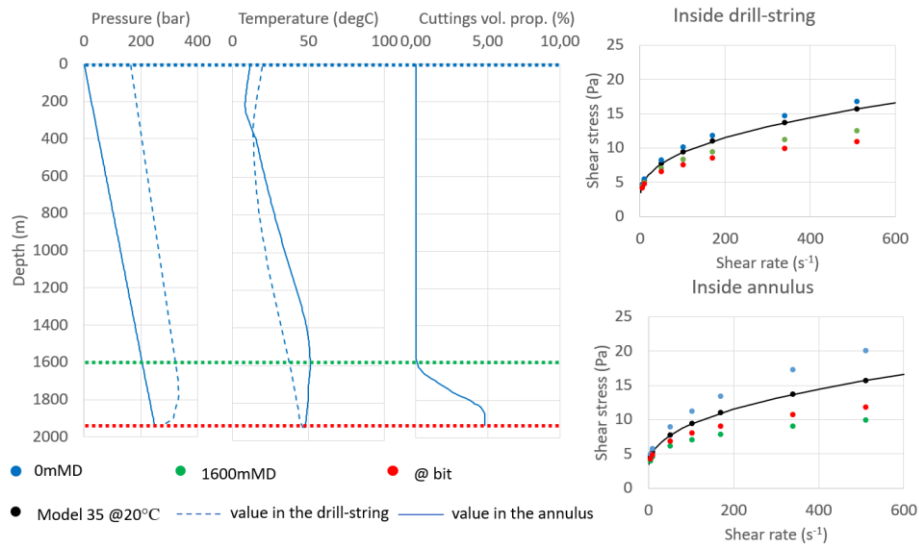 Pressure (bar)
0 200 400
Temperature (degC)
0 50 100
Cuttings vol. prop. (%)
0,00 5,00 10,00
Depth (m)
0
200
400
600
800
1000
1200
1400
1600
1800
2000
0mMD
1600mMD
@ bit
Model 35 @20°C
value in the drill-string
value in the annulus
Inside drill-string
Shear stress (Pa)
25
20
15
10
5
0
0 200 400 600
Shear rate (s⁻¹)
Inside annulus
Shear stress (Pa)
25
20
15
10
5
0
0 200 400 600
Shear rate (s⁻¹)